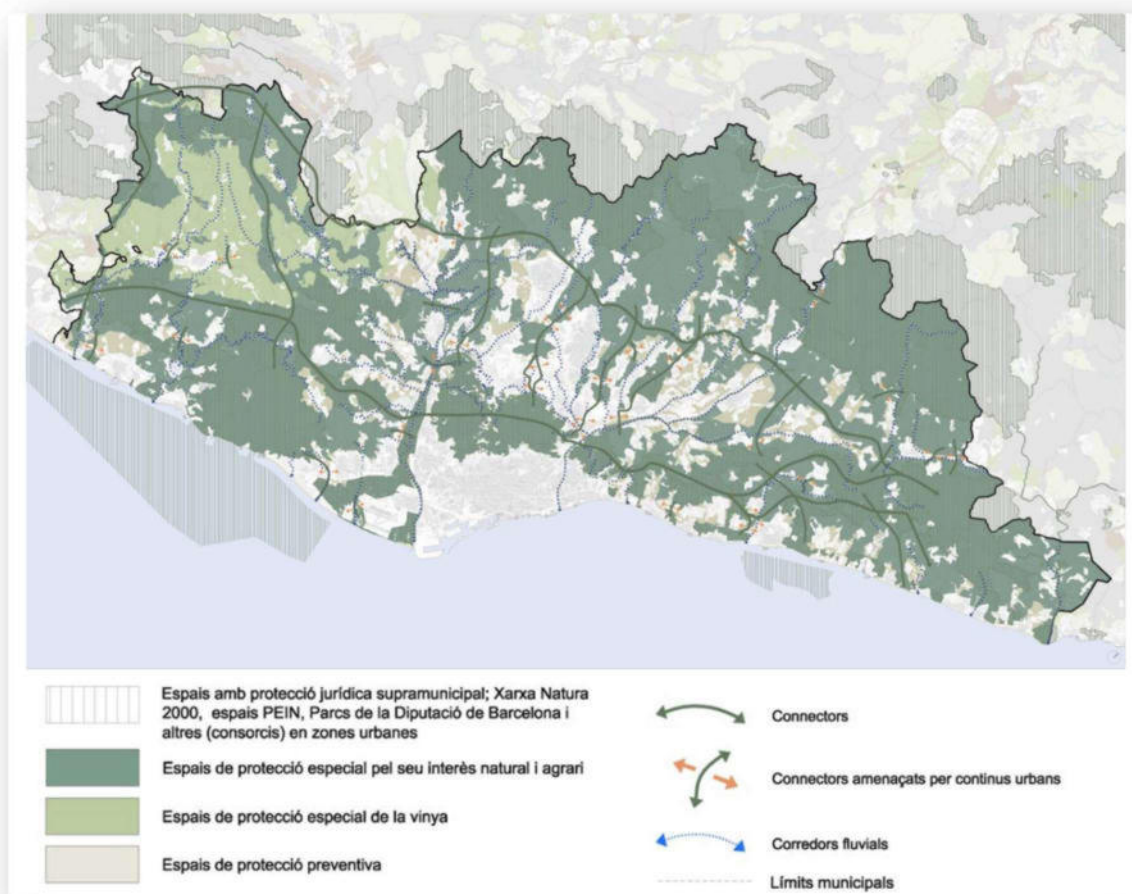 Espais amb protecció jurídica supramunicipal; Xarxa Natura
2000, espais PEIN, Parcs de la Diputació de Barcelona i
altres (consorcis) en zones urbanes
Espais de protecció especial pel seu interès natural i agrari
Espais de protecció especial de la vinya
Espais de protecció preventiva
Connectors
Connectors amenaçats per continus urbans
Corredors fluvials
Límits municipals